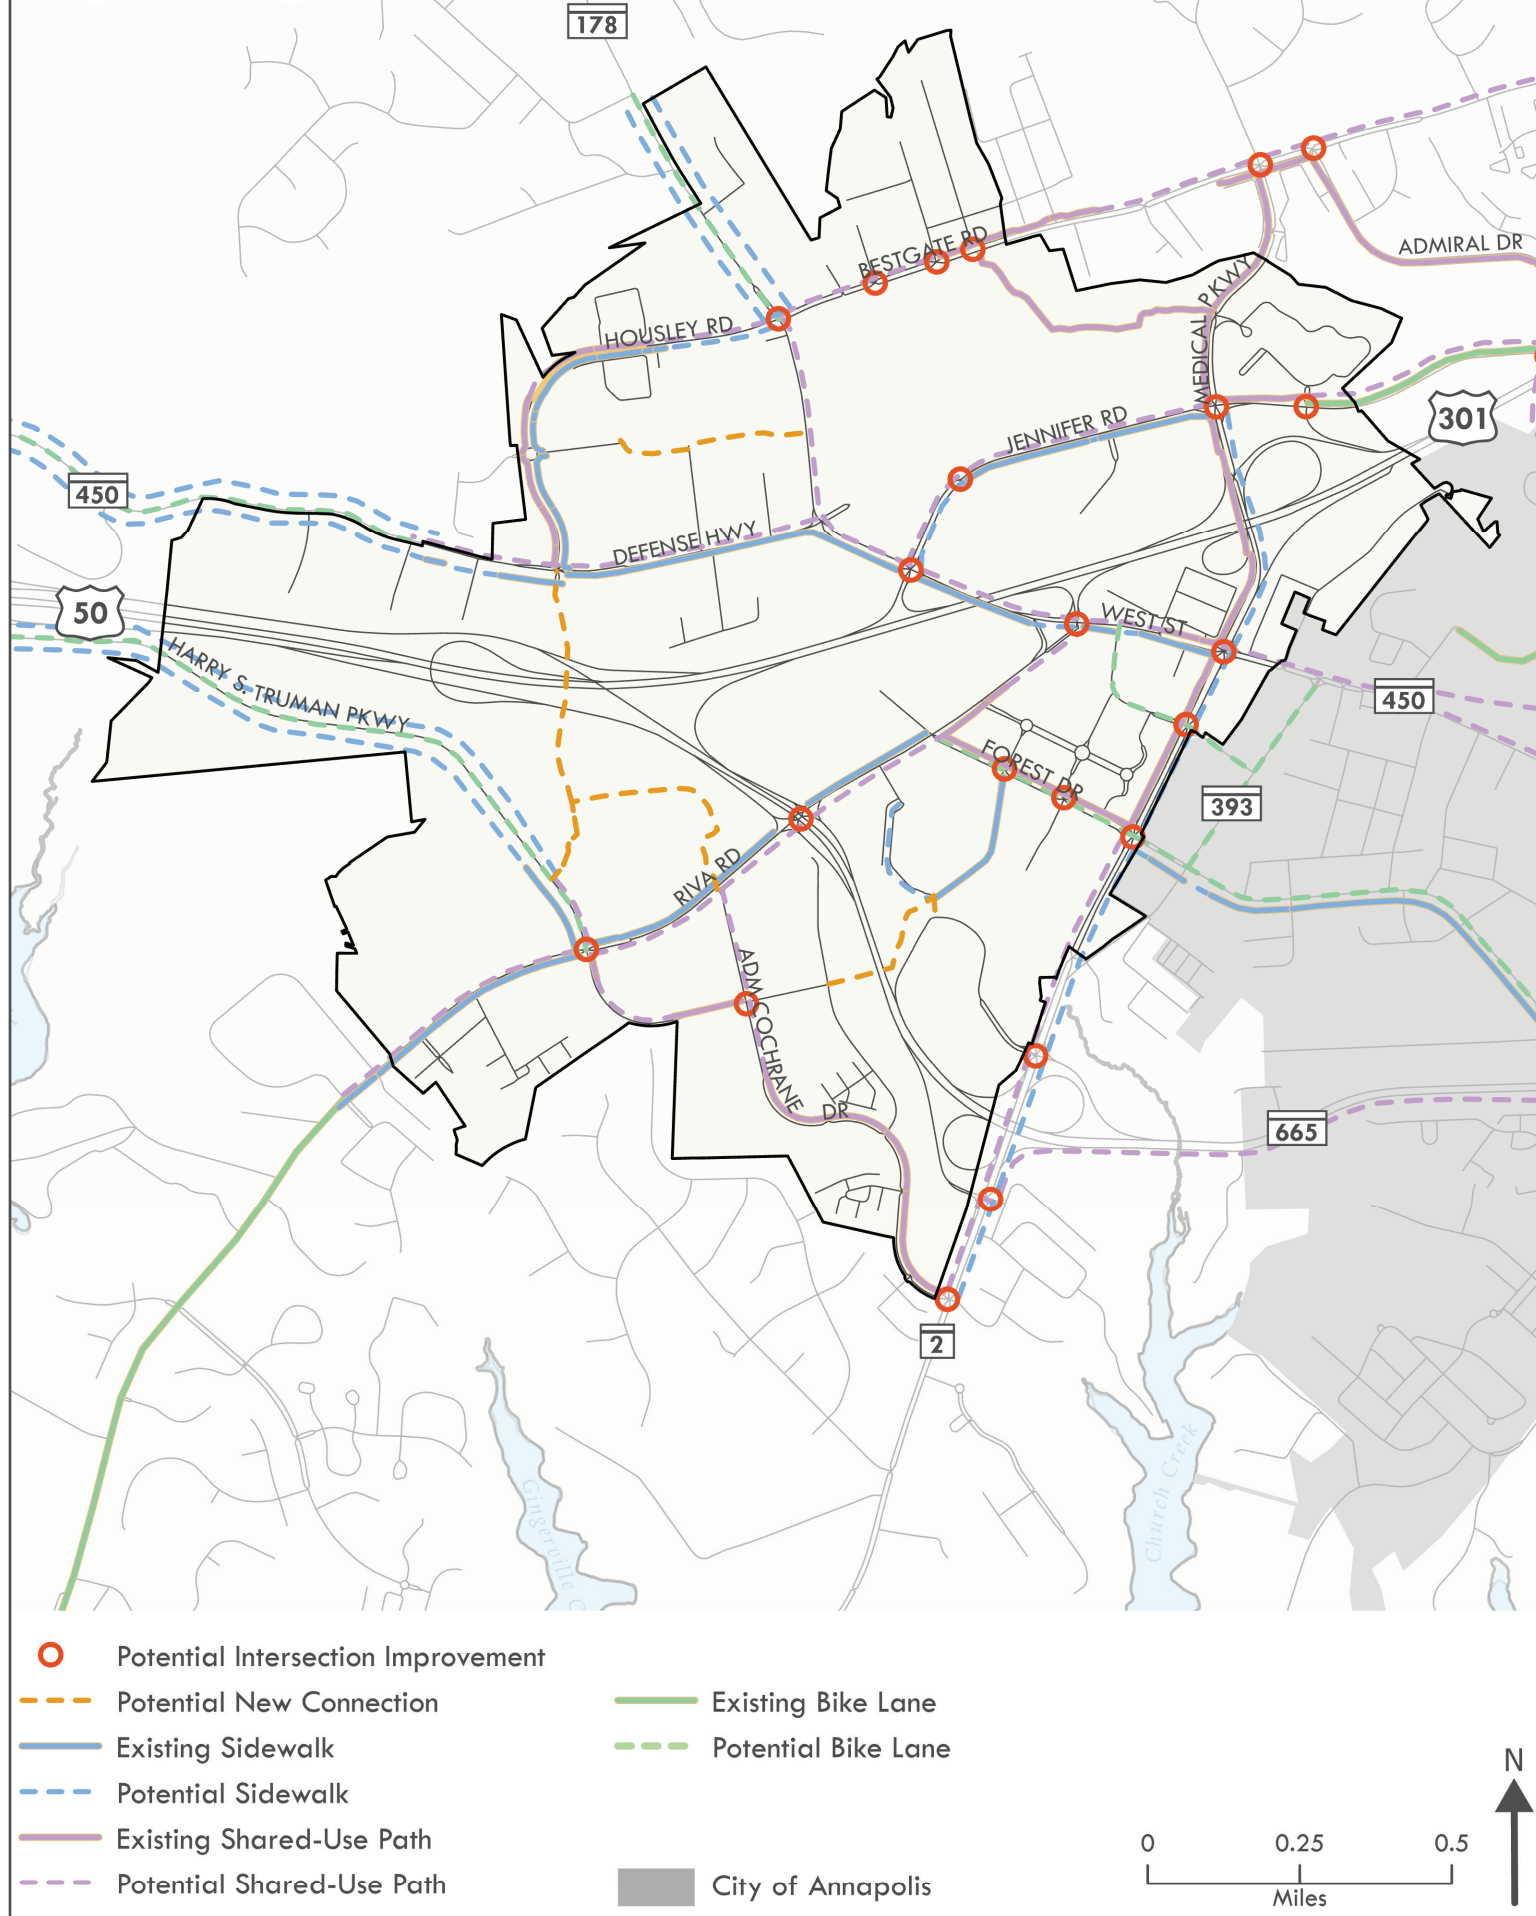 178
BESTGATE RD
ADMIRAL DR
MEDICAL PKWY
HOUSLEY RD
301
JENNIFER RD
450
DEFENSE HWY
50
WEST ST
HARRY S. TRUMAN PKWY
450
FOREST DR
393
RIVA RD
ADM COCHRANE DR
665
2
Church Creek
Gingerville C
Potential Intersection Improvement
Potential New Connection
Existing Sidewalk
Potential Sidewalk
Existing Shared-Use Path
Potential Shared-Use Path
Existing Bike Lane
Potential Bike Lane
City of Annapolis
0 0.25 0.5
Miles
N